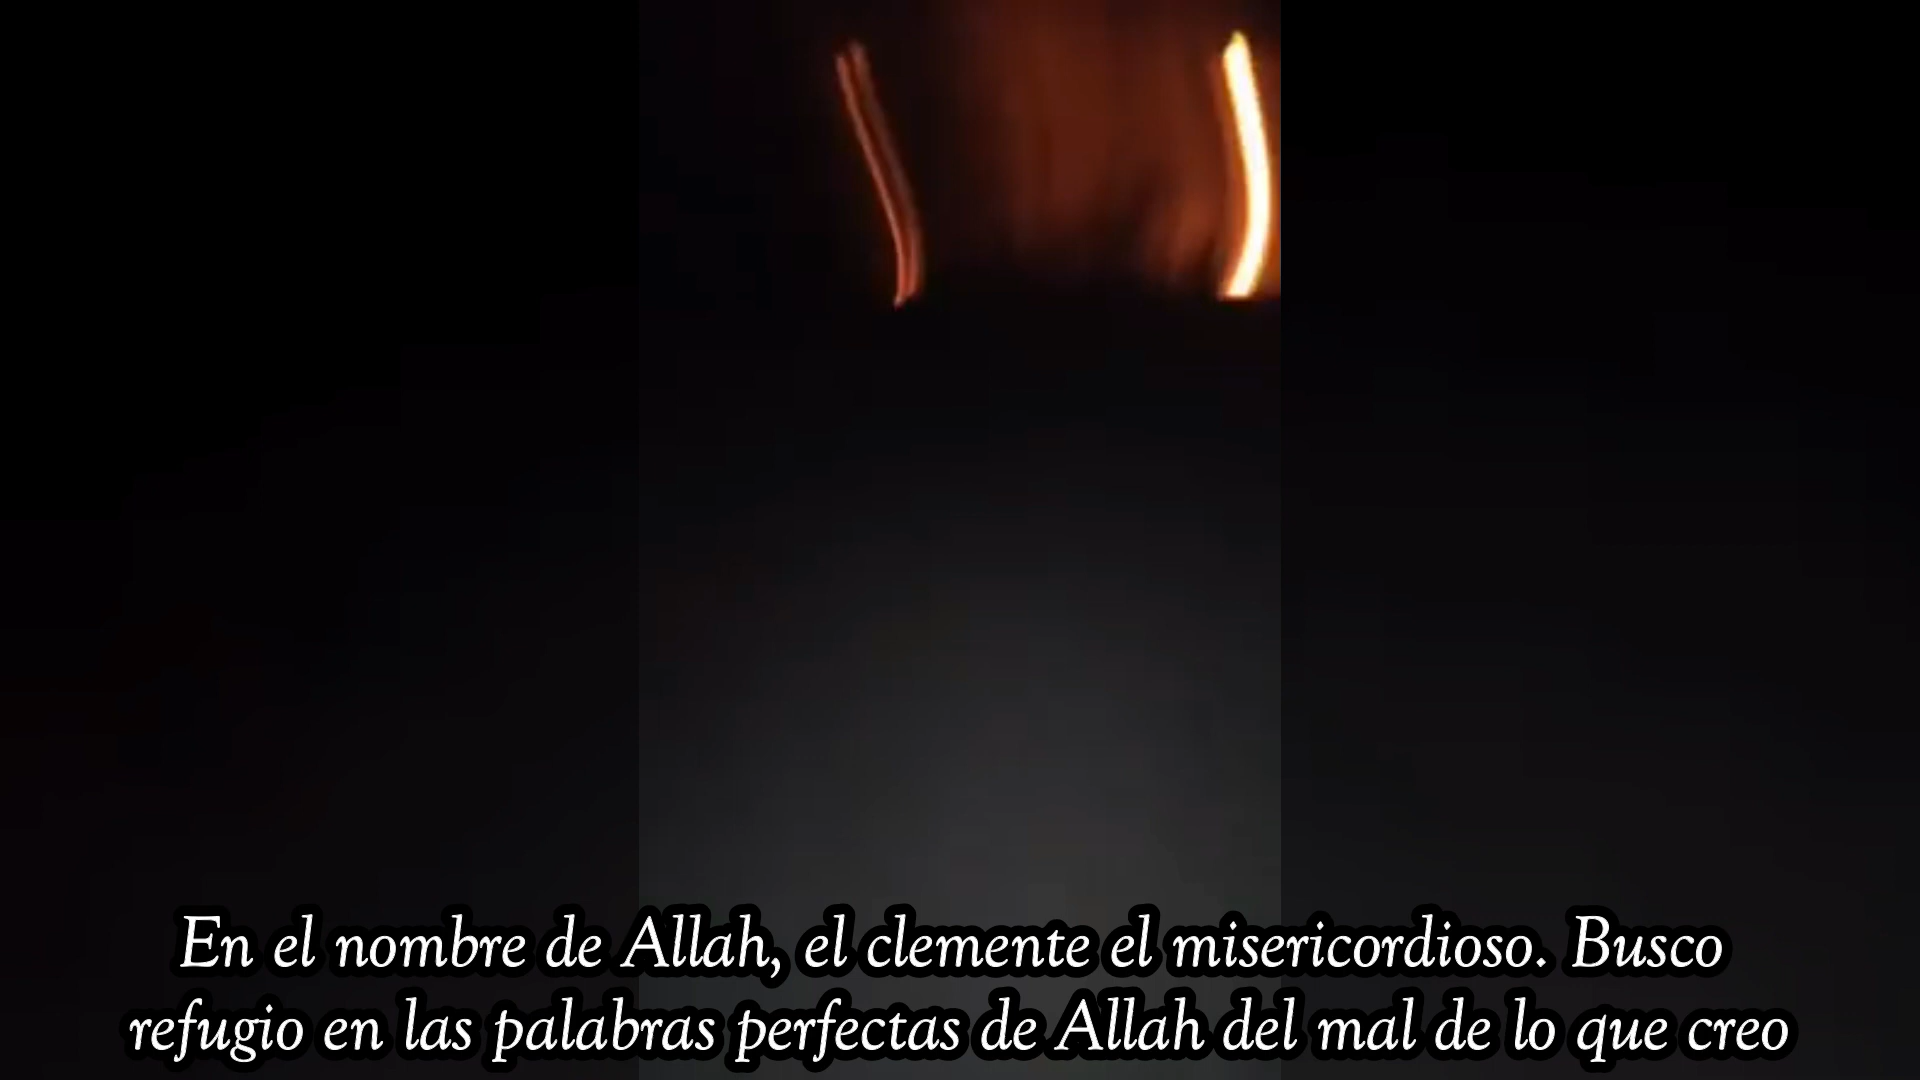 En el nombre de Allah, el clemente el misericordioso. Busco
refugio en las palabras perfectas de Allah del mal de lo que creo